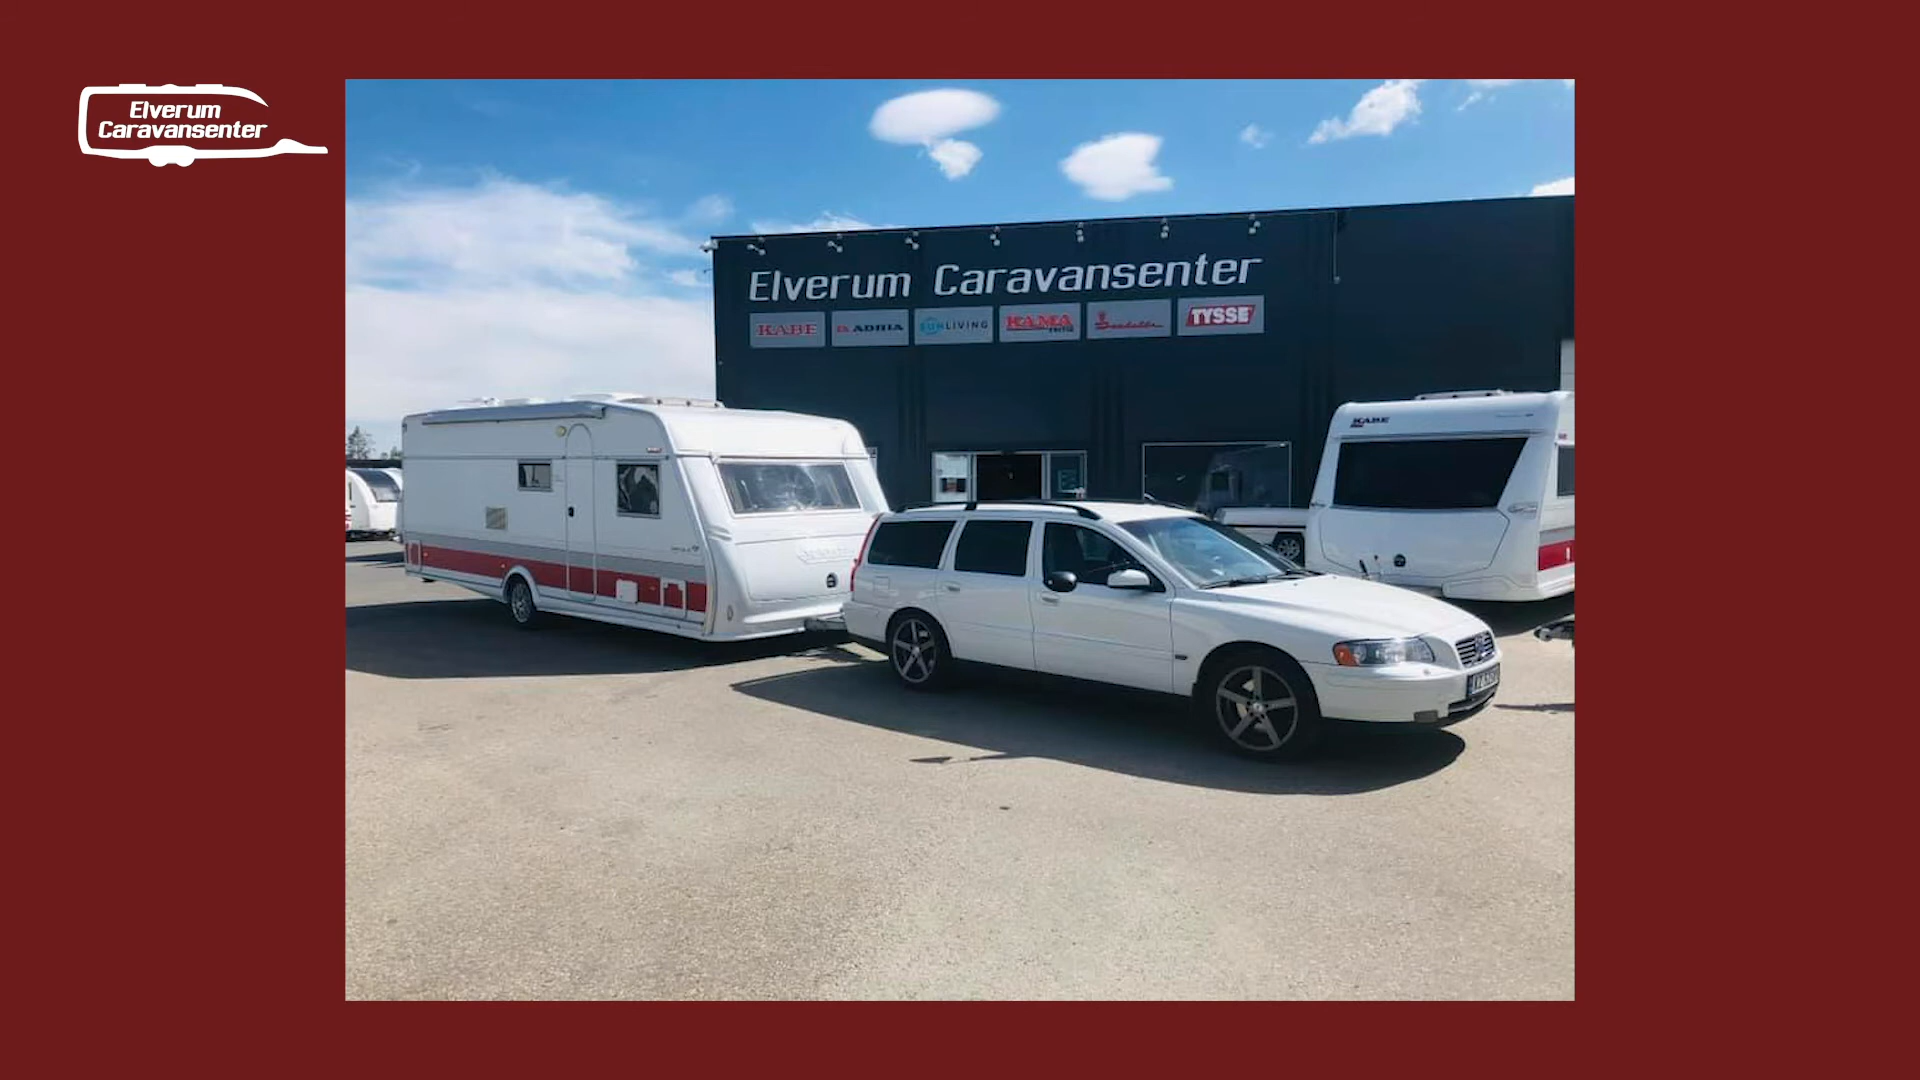 Elverum
Caravansenter
Elverum Caravansenter
KABE
ADRIA
SUNLIVING
KAMA
TYSSE
KABE